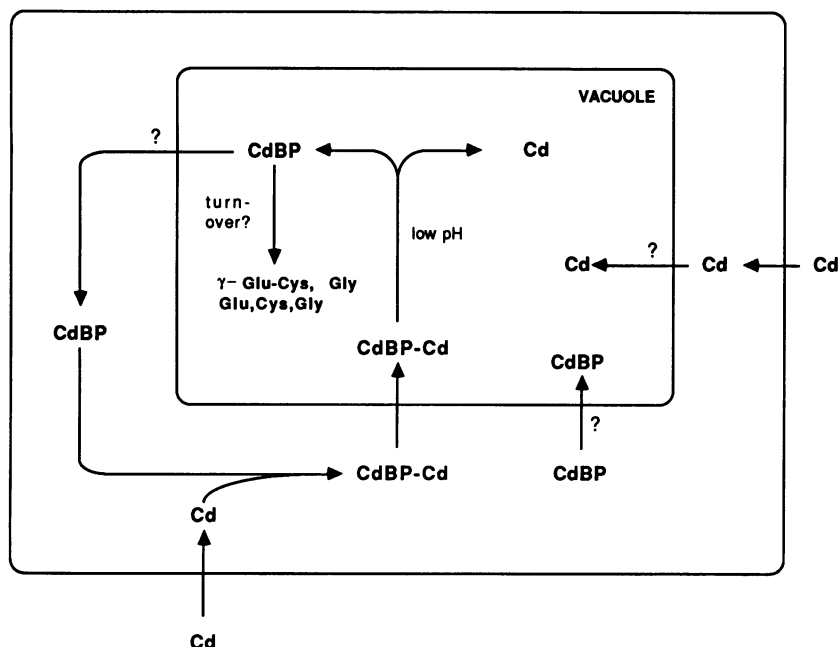 VACUOLE
?
CdBP
Cd
turn-
over?
low pH
γ- Glu-Cys, Gly
Glu,Cys,Gly
Cd
?
Cd
Cd
CdBP
CdBP-Cd
CdBP
?
CdBP-Cd
CdBP
Cd
Cd